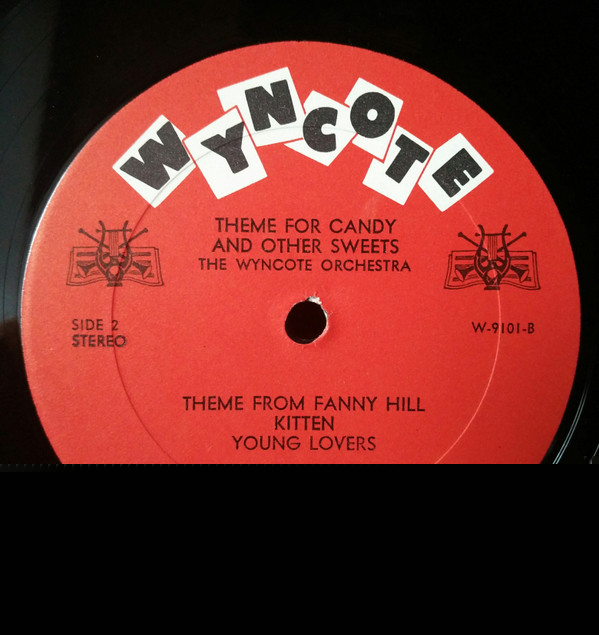 WYNCOTE
THEME FOR CANDY
AND OTHER SWEETS
THE WYNCOTE ORCHESTRA
SIDE 2
STEREO
W-9101-B
THEME FROM FANNY HILL
KITTEN
YOUNG LOVERS